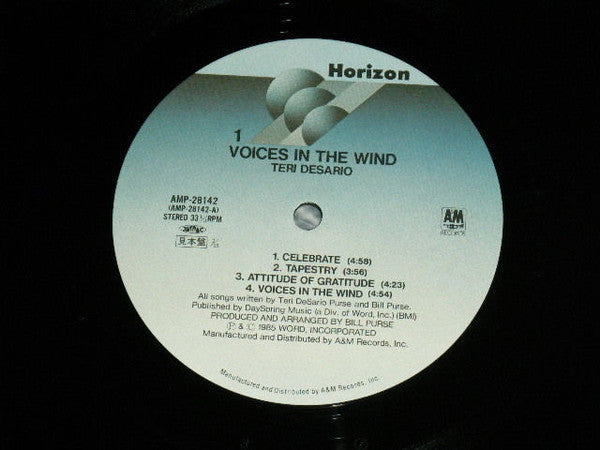 Horizon
1
VOICES IN THE WIND
TERI DESARIO
AMP-28142
(AMP-28142-A)
STEREO 33 1/3 RPM
見本盤
A&M
RECORDS
1. CELEBRATE (4:58)
2. TAPESTRY (3:56)
3. ATTITUDE OF GRATITUDE (4:23)
4. VOICES IN THE WIND (4:54)
All songs written by Teri DeSario Purse and Bill Purse.
Published by DaySpring Music (a Div. of Word, Inc.) (BMI)
PRODUCED AND ARRANGED BY BILL PURSE
Ⓟ & © 1985 WORD, INCORPORATED
Manufactured and Distributed by A&M Records, Inc.
Manufactured and Distributed by A&M Records, Inc.